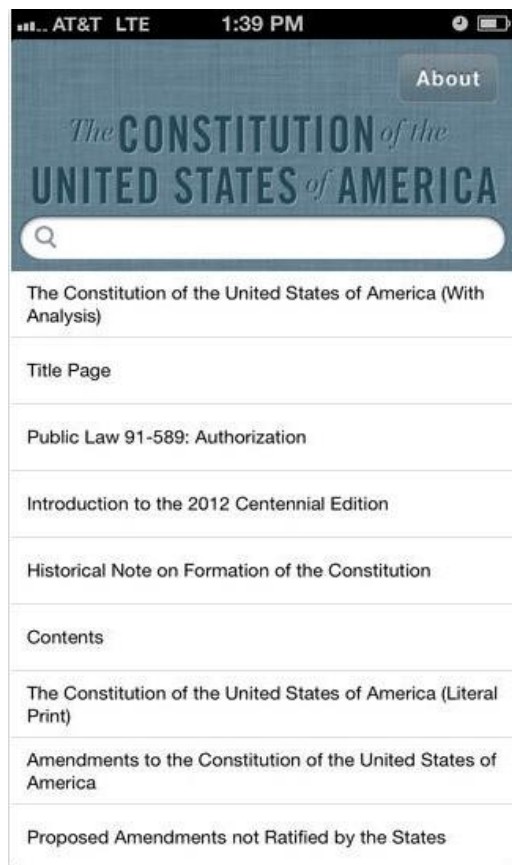 AT&T LTE 1:39 PM
About
The CONSTITUTION of the
UNITED STATES of AMERICA
The Constitution of the United States of America (With
Analysis)
Title Page
Public Law 91-589: Authorization
Introduction to the 2012 Centennial Edition
Historical Note on Formation of the Constitution
Contents
The Constitution of the United States of America (Literal
Print)
Amendments to the Constitution of the United States of
America
Proposed Amendments not Ratified by the States